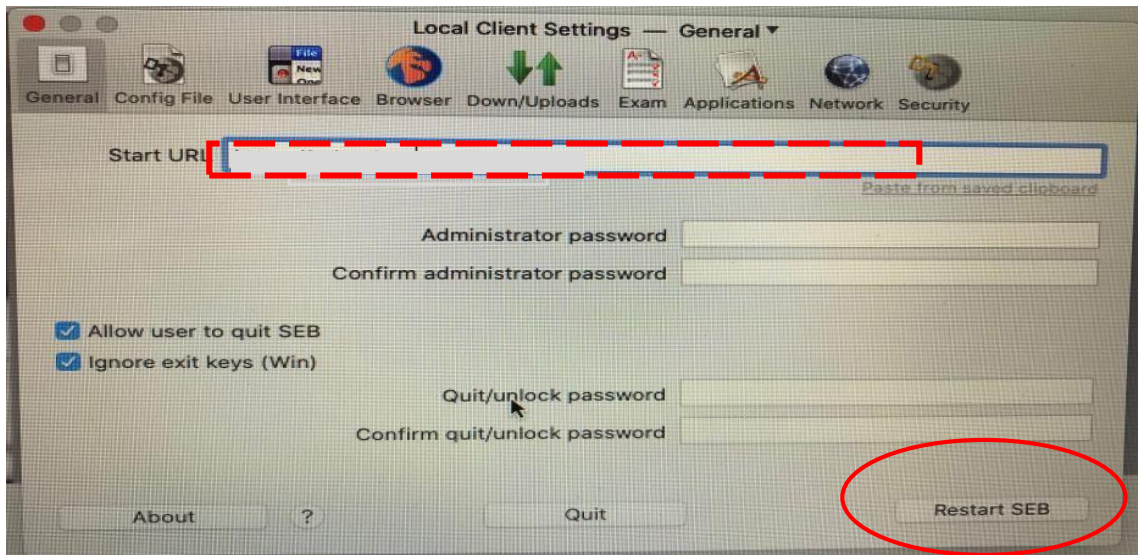 Local Client Settings — General
File
New
General Config File User Interface Browser Down/Uploads Exam Applications Network Security
Start URL
Paste from saved clipboard
Administrator password
Confirm administrator password
Allow user to quit SEB
Ignore exit keys (Win)
Quit/unlock password
Confirm quit/unlock password
About ? Quit Restart SEB